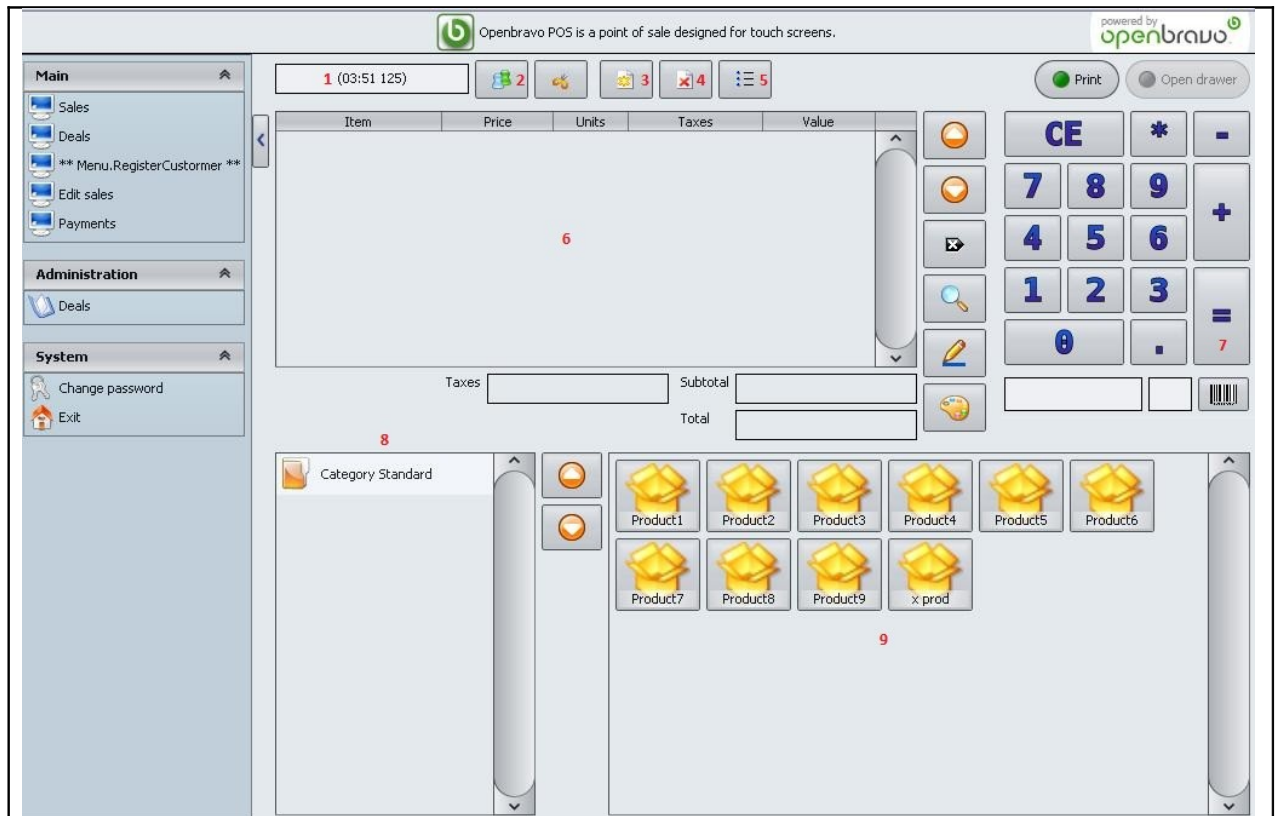 Openbravo POS is a point of sale designed for touch screens.
powered by
openbravo
Main
Sales
Deals
** Menu.RegisterCustormer **
Edit sales
Payments
Administration
Deals
System
Change password
Exit
1 (03:51 125)
2
3
4
5
Print
Open drawer
Item Price Units Taxes Value
6
CE * -
7 8 9 +
4 5 6
1 2 3 =
0 . 7
Taxes
Subtotal
Total
8
Category Standard
Product1 Product2 Product3 Product4 Product5 Product6
Product7 Product8 Product9 x prod
9